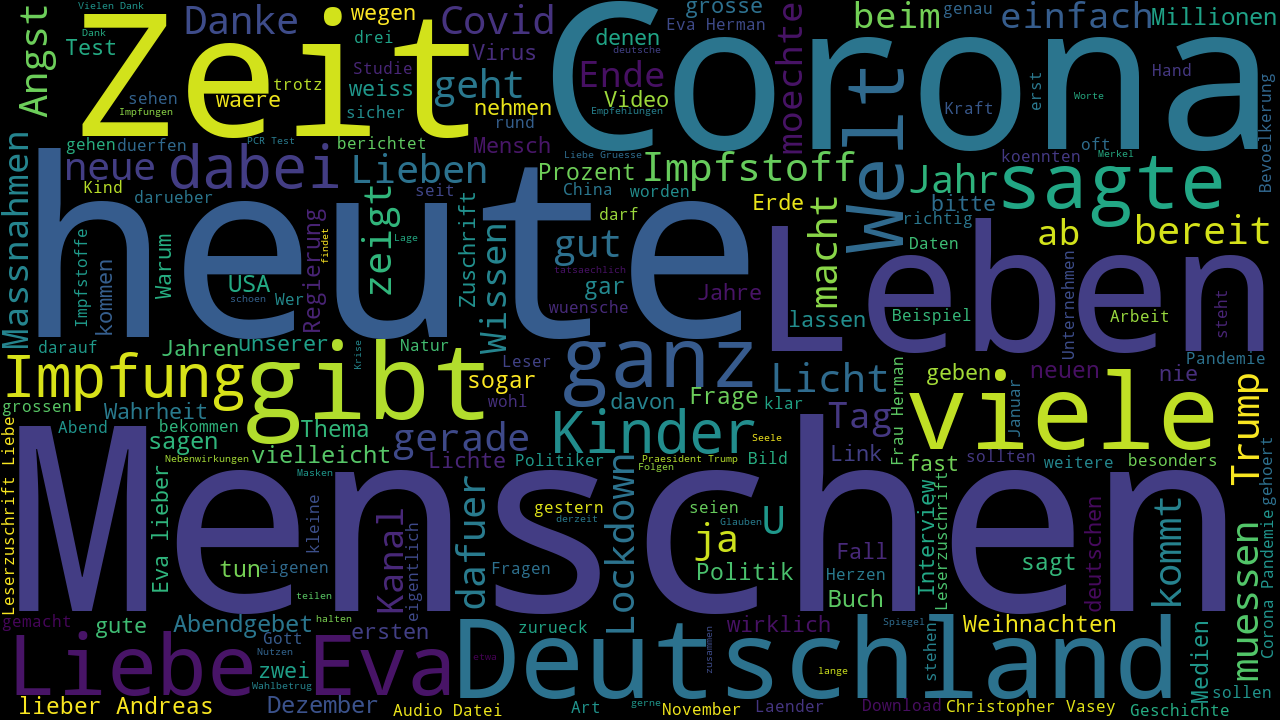 Vielen Dank
Dank
Angst
Zeit
Danke
wegen
Covid
grosse
Eva Herman
genau
beim
einfach
Millionen
Test
drei
Virus
denen
deutsche
moechte
Corona
Studie
geht
Ende
Hand
sehen
waere
trotz
weiss
Video
Welt
erst
Worte
Impfungen
sicher
nehmen
Empfehlungen
Kraft
Bevoelkerung
rund
gehen
duerfen
PCR Test
berichtet
Mensch
oft
Massnahmen
neue
dabei
Lieben
Liebe Gruesse
Prozent
Impfstoff
koennten
Merkel
Jahr
sagte
Kind
darueber
zeigt
seit
China
worden
Erde
bitte
heute
Zuschrift
darf
macht
richtig
Impfstoffe
kommen
Warum
Regierung
findet
Lage
Wissen
gut
Daten
ab
bereit
USA
schoen
Wer
tatsaechlich
gar
Jahre
wuensche
Leben
Unternehmen
steht
lassen
Beispiel
Arbeit
darauf
Jahren
unserer
Krise
Natur
Leser
ganz
Pandemie
Impfung
gibt
sogar
Licht
geben
neuen
nie
viele
Trump
grossen
Wahrheit
wohl
davon
Frage
klar
Tag
Frau Herman
Januar
Abend
bekommen
Thema
gerade
Kinder
Seele
sagen
vielleicht
Link
sollten
gehoert
Leserzuschrift Liebe
Nebenwirkungen
Lichte
Politiker
Praesident Trump
Bild
fast
weitere
besonders
Masken
Folgen
Eva lieber
Menschen
kleine
Kanal
eigentlich
dafuer
gestern
derzeit
Lockdown
seien
Glauben
U
ja
Interview
Leserzuschrift
deutschen
kommt
muessen
Corona Pandemie
tun
eigenen
Fragen
Politik
Fall
Herzen
sagt
teilen
Buch
gemacht
gute
Abendgebet
halten
ersten
zurueck
wirklich
Spiegel
Weihnachten
Liebe
Gott
Nutzen
Eva
Deutschland
etwa
zusammen
stehen
Medien
zwei
Wahlbetrug
lange
sollen
lieber Andreas
Dezember
Audio Datei
Art
gerne
November
Laender
Download
Christopher Vasey
Geschichte